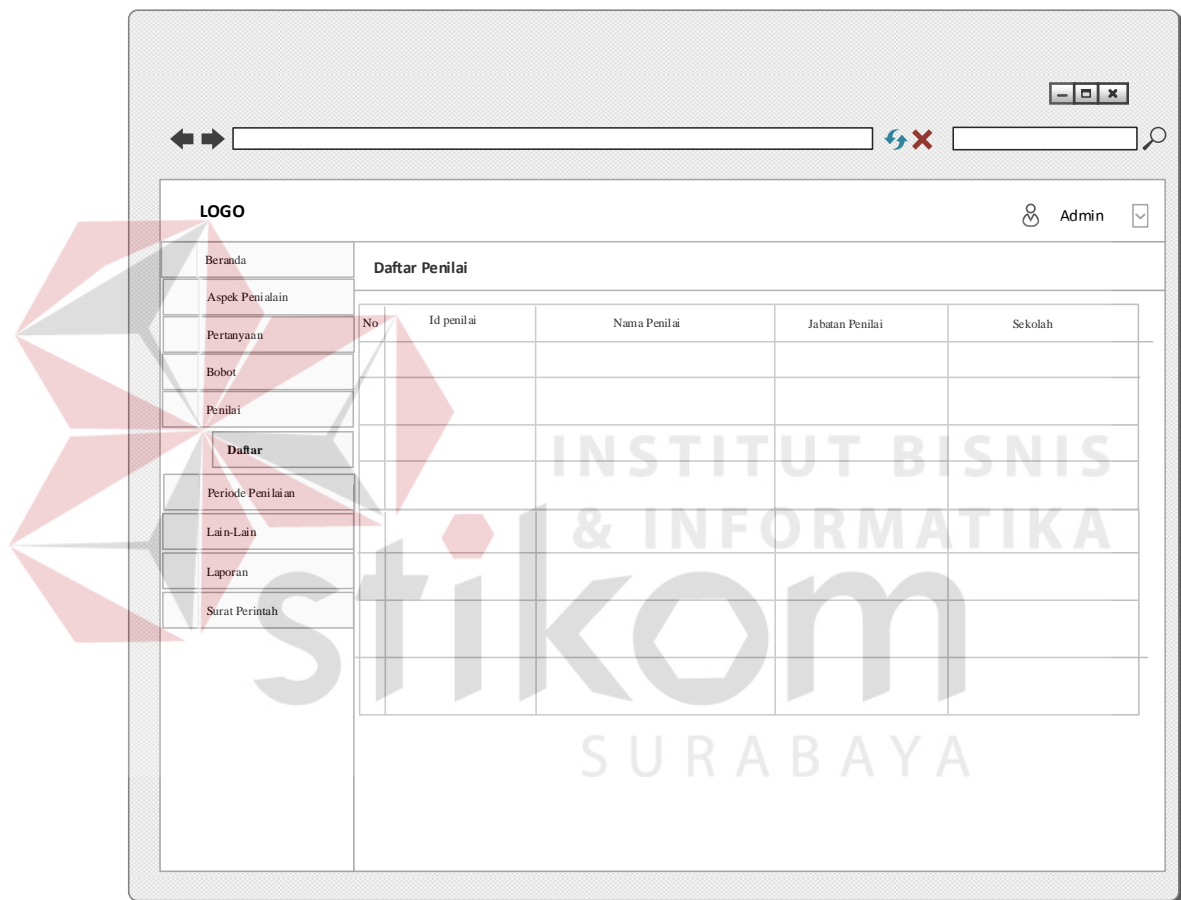 LOGO
Admin
Beranda
Aspek Penialain
Pertanyaan
Bobot
Penilai
Daftar
Periode Penilaian
Lain-Lain
Laporan
Surat Perintah
Daftar Penilai
No Id penilai Nama Penilai Jabatan Penilai Sekolah
INSTITUT BISNIS
& INFORMATIKA
stikom
SURABAYA